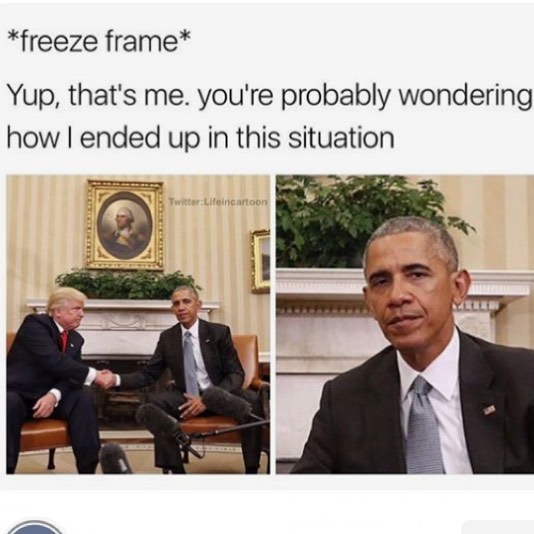 *freeze frame*
Yup, that's me. you're probably wondering
how I ended up in this situation
Twitter:Lifeincartoon